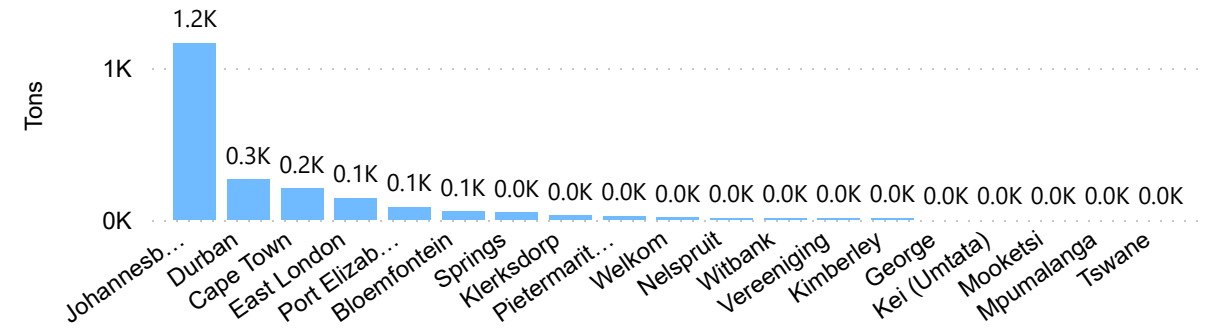 1.2K
1K
Tons
0.3K
0.2K
0.1K
0.1K
0.1K
0.0K
0.0K
0.0K
0.0K
0.0K
0.0K
0.0K
0.0K
0.0K
0.0K
0.0K
0.0K
0.0K
0K
Johannesb...
Durban
Cape Town
East London
Port Elizab...
Bloemfontein
Springs
Klerksdorp
Pietermarit...
Welkom
Nelspruit
Witbank
Vereeniging
Kimberley
George
Kei (Umtata)
Mooketsi
Mpumalanga
Tswane